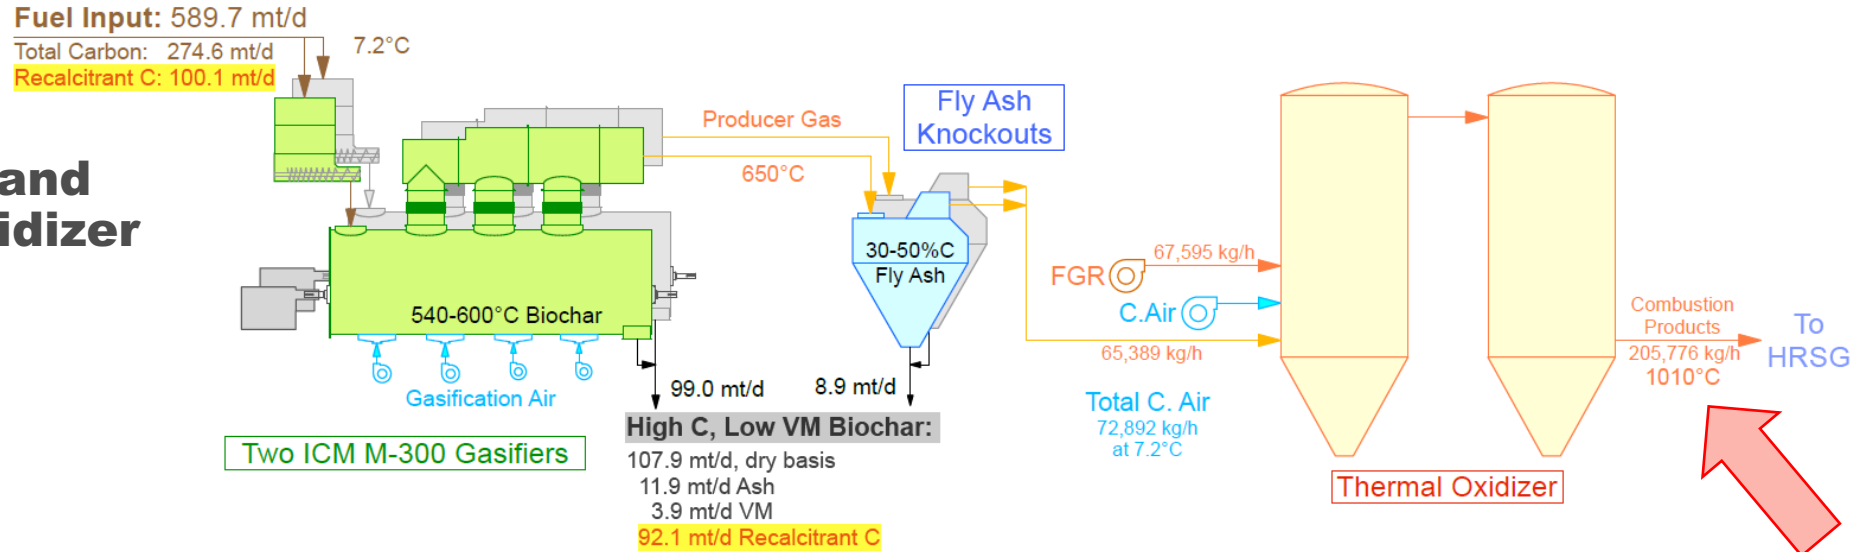 Fuel Input: 589.7 mt/d
Total Carbon: 274.6 mt/d
Recalcitrant C: 100.1 mt/d
7.2°C
and
idizer
Producer Gas
650°C
Fly Ash
Knockouts
30-50%C
Fly Ash
540-600°C Biochar
Gasification Air
Two ICM M-300 Gasifiers
99.0 mt/d
8.9 mt/d
High C, Low VM Biochar:
107.9 mt/d, dry basis
11.9 mt/d Ash
3.9 mt/d VM
92.1 mt/d Recalcitrant C
FGR
67,595 kg/h
C.Air
65,389 kg/h
Total C. Air
72,892 kg/h
at 7.2°C
Thermal Oxidizer
Combustion
Products
205,776 kg/h
1010°C
To
HRSG